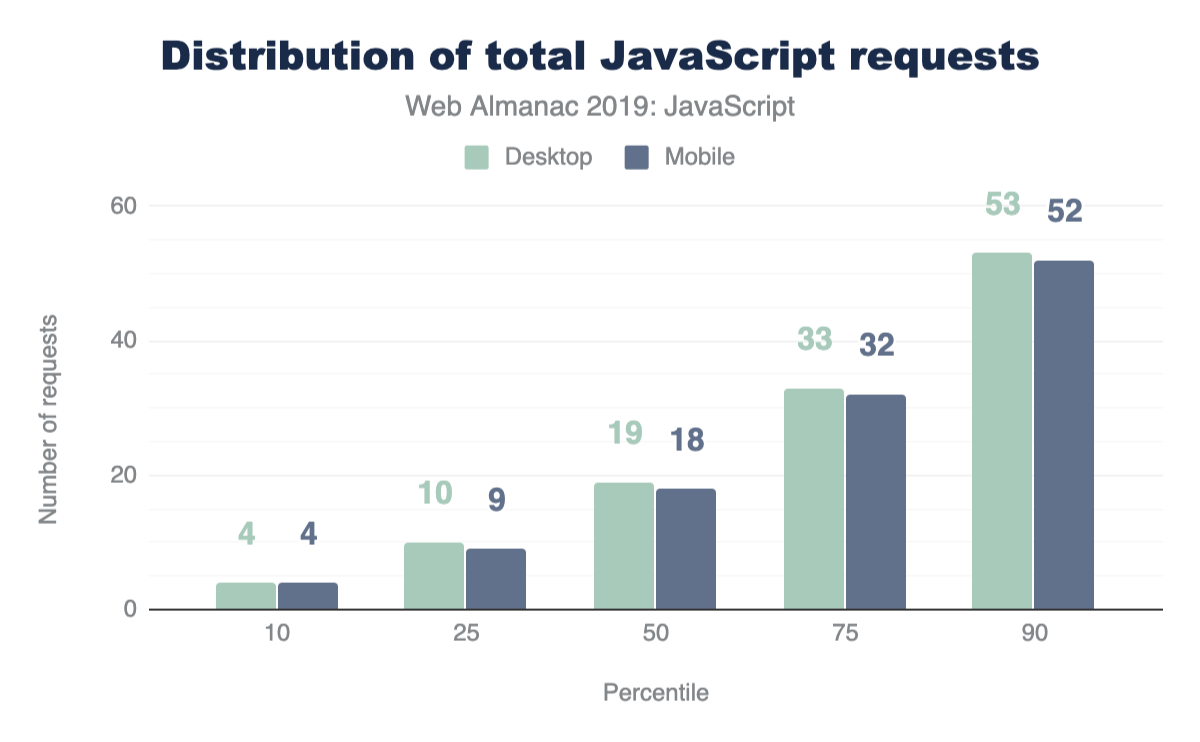 Distribution of total JavaScript requests
Web Almanac 2019: JavaScript
Desktop Mobile
60
40
20
0
Number of requests
4 4
10 9
19 18
33 32
53 52
10 25 50 75 90
Percentile